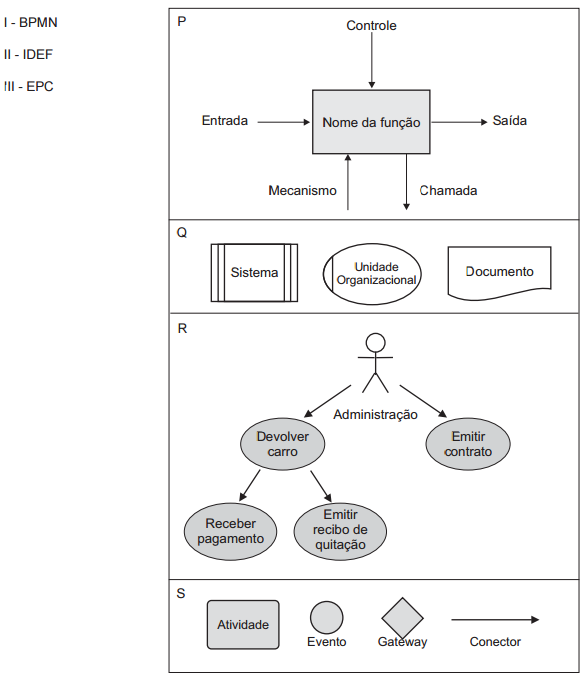 I - BPMN
II - IDEF
III - EPC
P
Controle
Entrada
Nome da função
Saída
Mecanismo
Chamada
Q
Sistema
Unidade
Organizacional
Documento
R
Administração
Devolver
carro
Emitir
contrato
Receber
pagamento
Emitir
recibo de
quitação
S
Atividade
Evento
Gateway
Conector